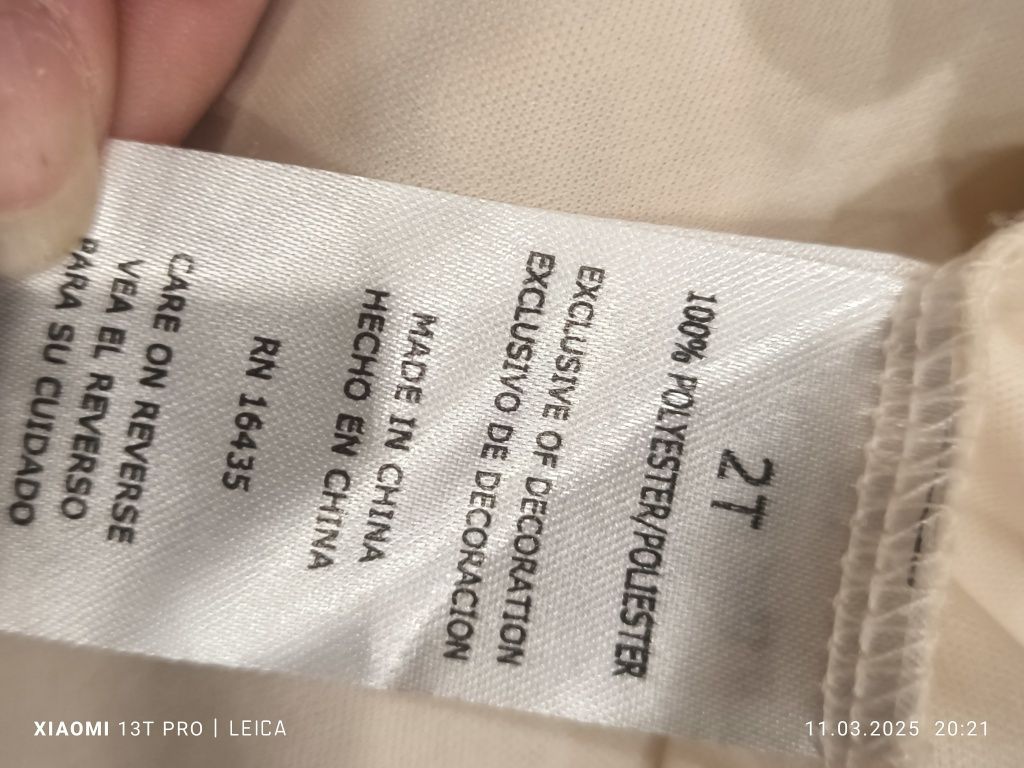 2T
100% POLYESTER/POLIESTER
EXCLUSIVE OF DECORATION
EXCLUSIVO DE DECORACION
MADE IN CHINA
HECHO EN CHINA
RN 16435
CARE ON REVERSE
VEA EL REVERSO
PARA SU CUIDADO
XIAOMI 13T PRO | LEICA
11.03.2025 20:21